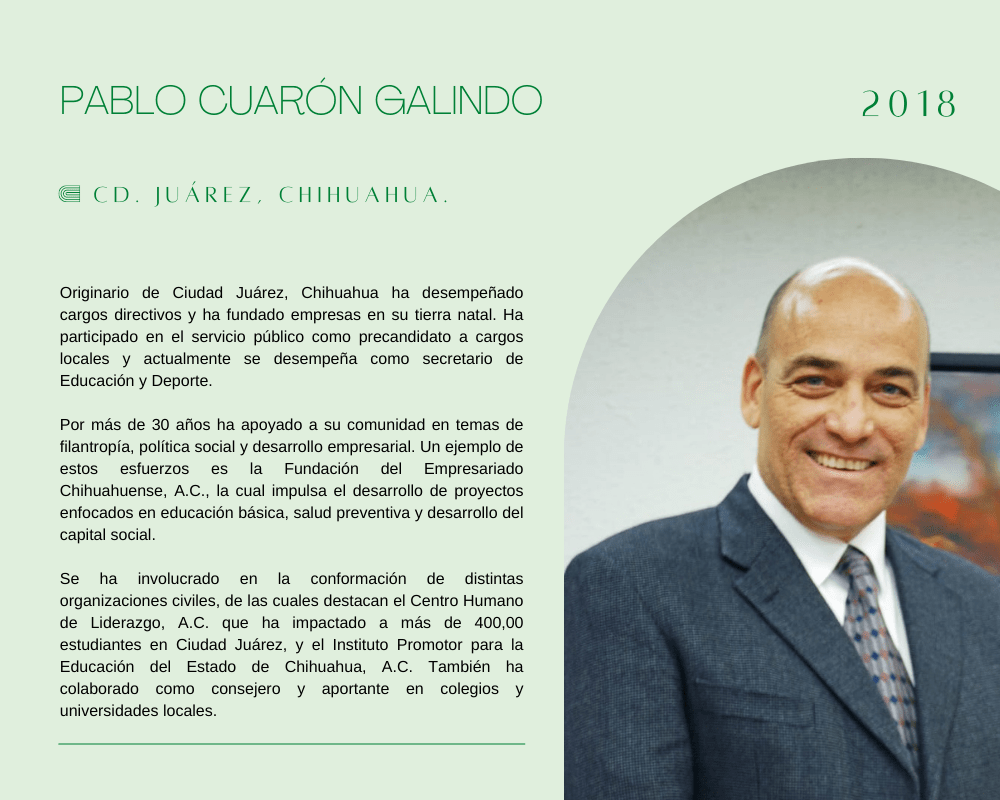 PABLO CUARÓN GALINDO
2018
CD. JUÁREZ, CHIHUAHUA.
Originario de Ciudad Juárez, Chihuahua ha desempeñado
cargos directivos y ha fundado empresas en su tierra natal. Ha
participado en el servicio público como precandidato a cargos
locales y actualmente se desempeña como secretario de
Educación y Deporte.
Por más de 30 años ha apoyado a su comunidad en temas de
filantropía, política social y desarrollo empresarial. Un ejemplo de
estos esfuerzos es la Fundación del Empresariado
Chihuahuense, A.C., la cual impulsa el desarrollo de proyectos
enfocados en educación básica, salud preventiva y desarrollo del
capital social.
Se ha involucrado en la conformación de distintas
organizaciones civiles, de las cuales destacan el Centro Humano
de Liderazgo, A.C. que ha impactado a más de 400,00
estudiantes en Ciudad Juárez, y el Instituto Promotor para la
Educación del Estado de Chihuahua, A.C. También ha
colaborado como consejero y aportante en colegios y
universidades locales.